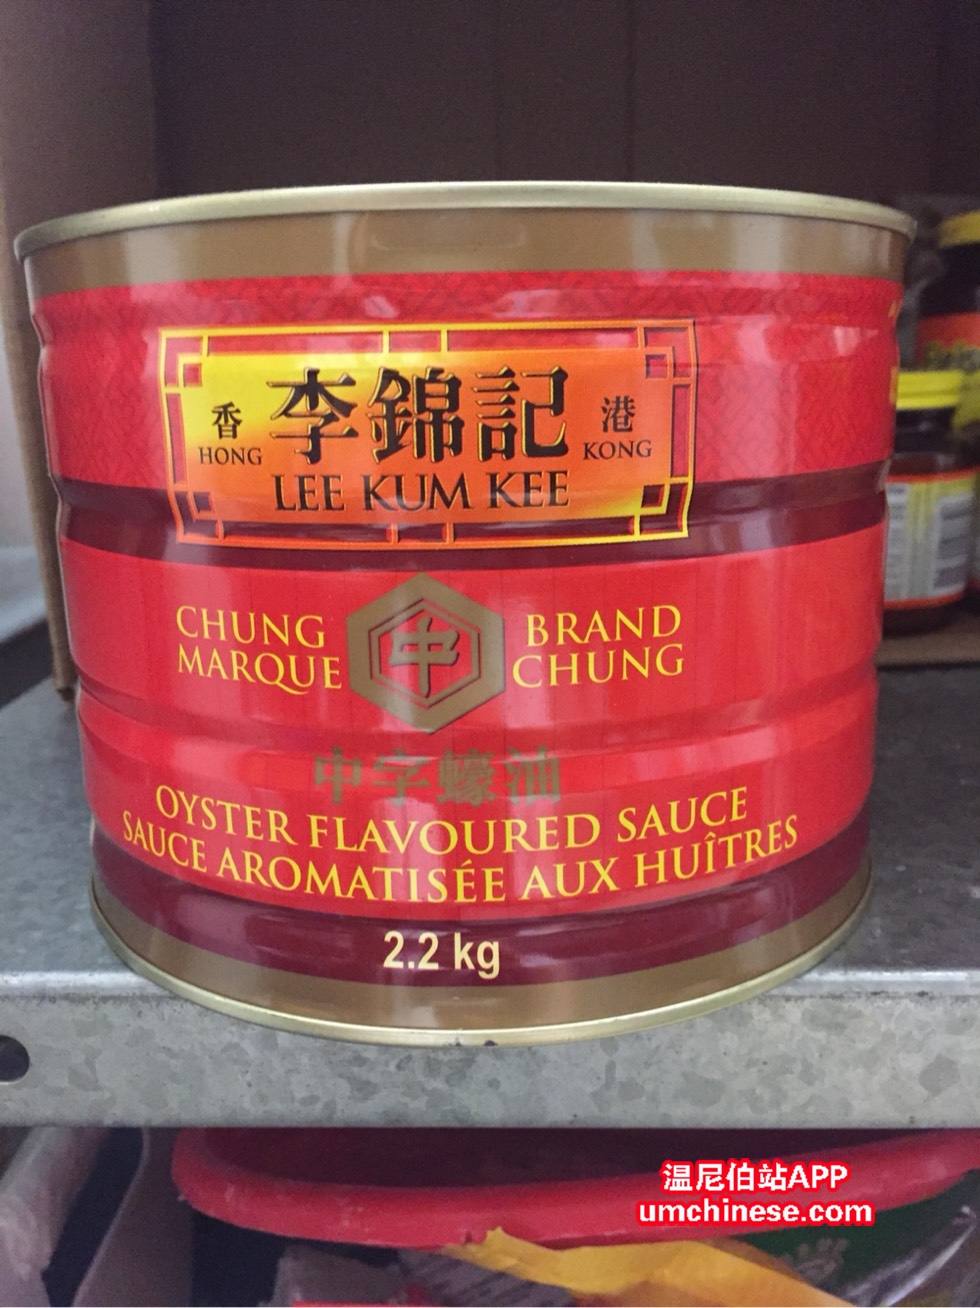 香 李錦記 港
HONG LEE KUM KEE KONG
CHUNG 中 BRAND
MARQUE CHUNG
中字蠔油
OYSTER FLAVOURED SAUCE
SAUCE AROMATISÉE AUX HUÎTRES
2.2 kg
温尼伯站APP
umchinese.com